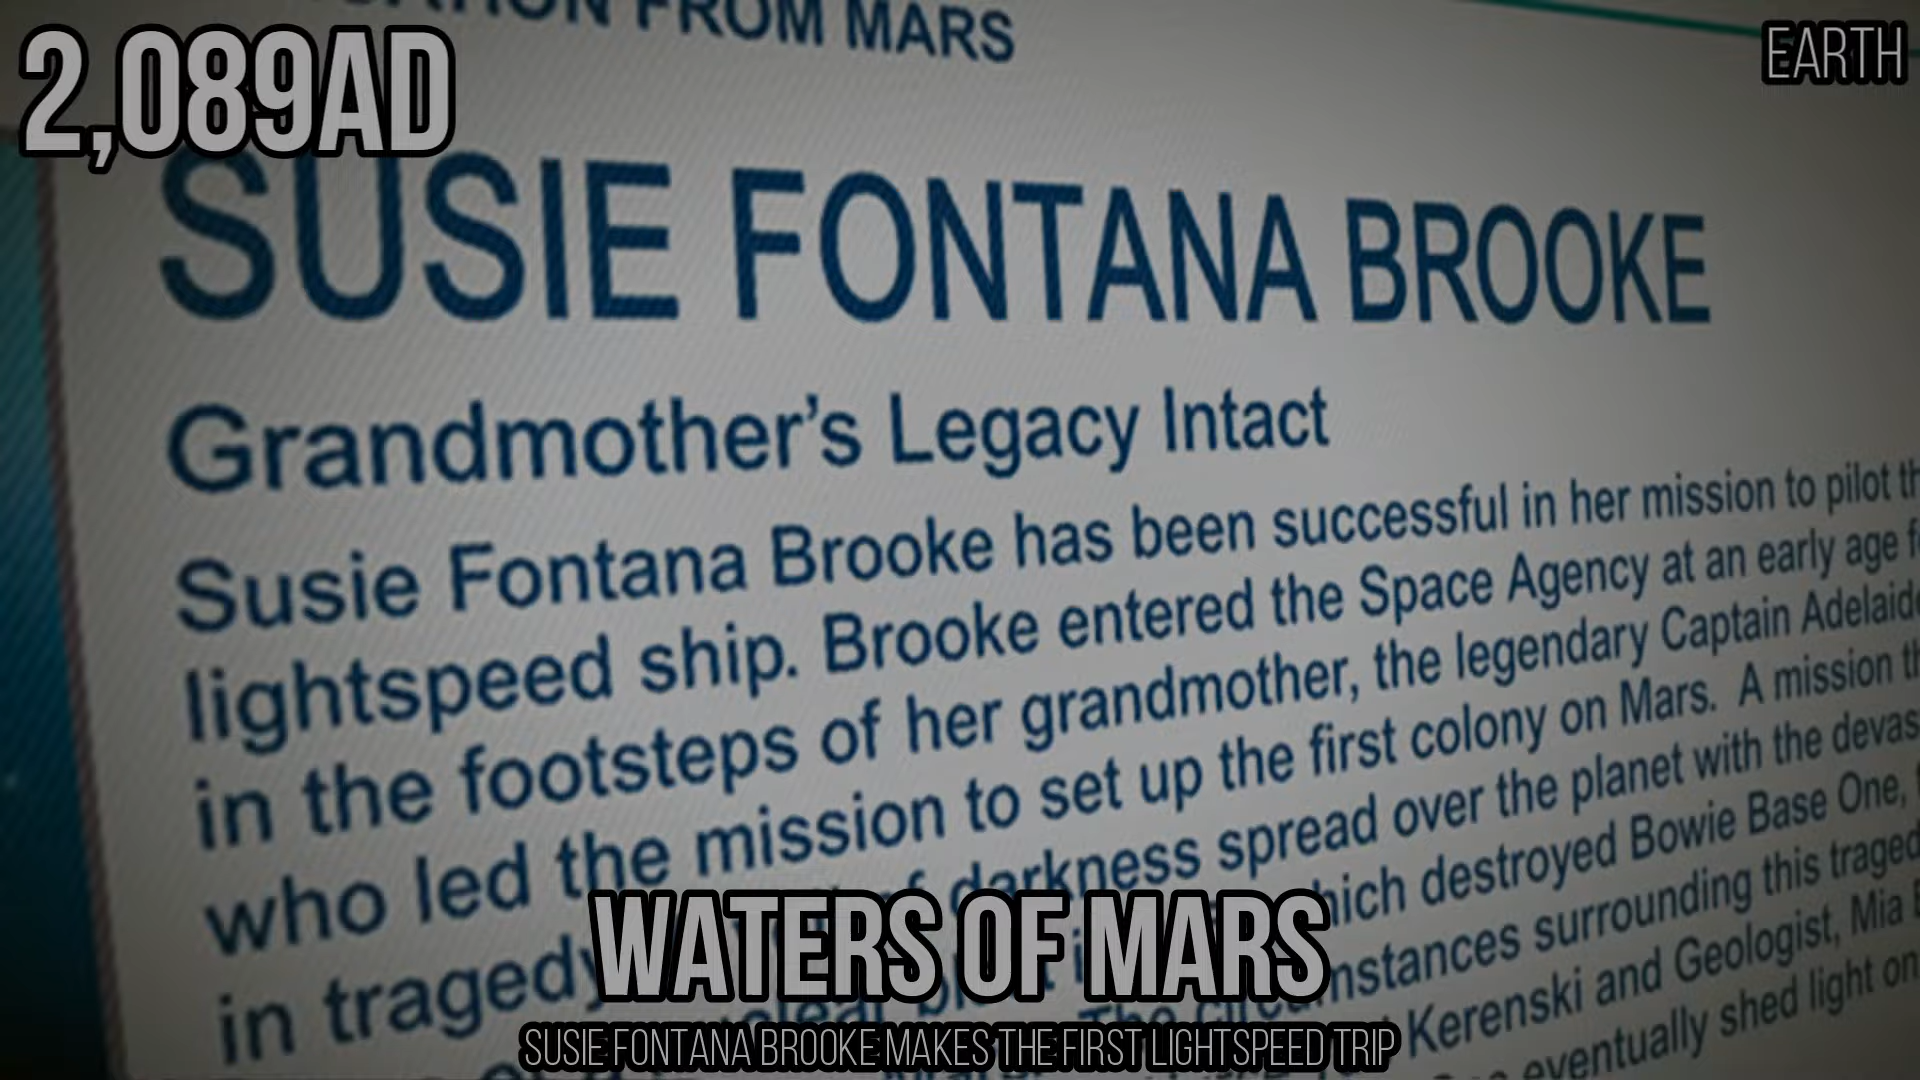 FROM MARS
2,089AD
EARTH
SUSIE FONTANA BROOKE
Grandmother's Legacy Intact
Susie Fontana Brooke has been successful in her mission to pilot
lightspeed ship. Brooke entered the Space Agency at an early age
in the footsteps of her grandmother, the legendary Captain
who led the mission to set up the first colony on Mars. A mission
in tragedy of darkness spread over the planet with the
which destroyed Bowie Base One,
surrounding this
Kerenski and Geologist, Mia
eventually shed light on
WATERS OF MARS
SUSIE FONTANA BROOKE MAKES THE FIRST LIGHTSPEED TRIP